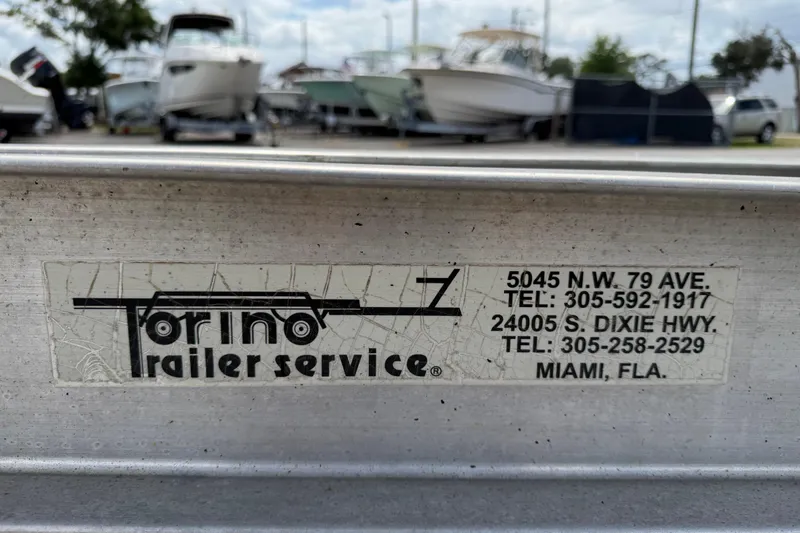 Torino
Trailer service®
5045 N.W. 79 AVE.
TEL: 305-592-1917
24005 S. DIXIE HWY.
TEL: 305-258-2529
MIAMI, FLA.